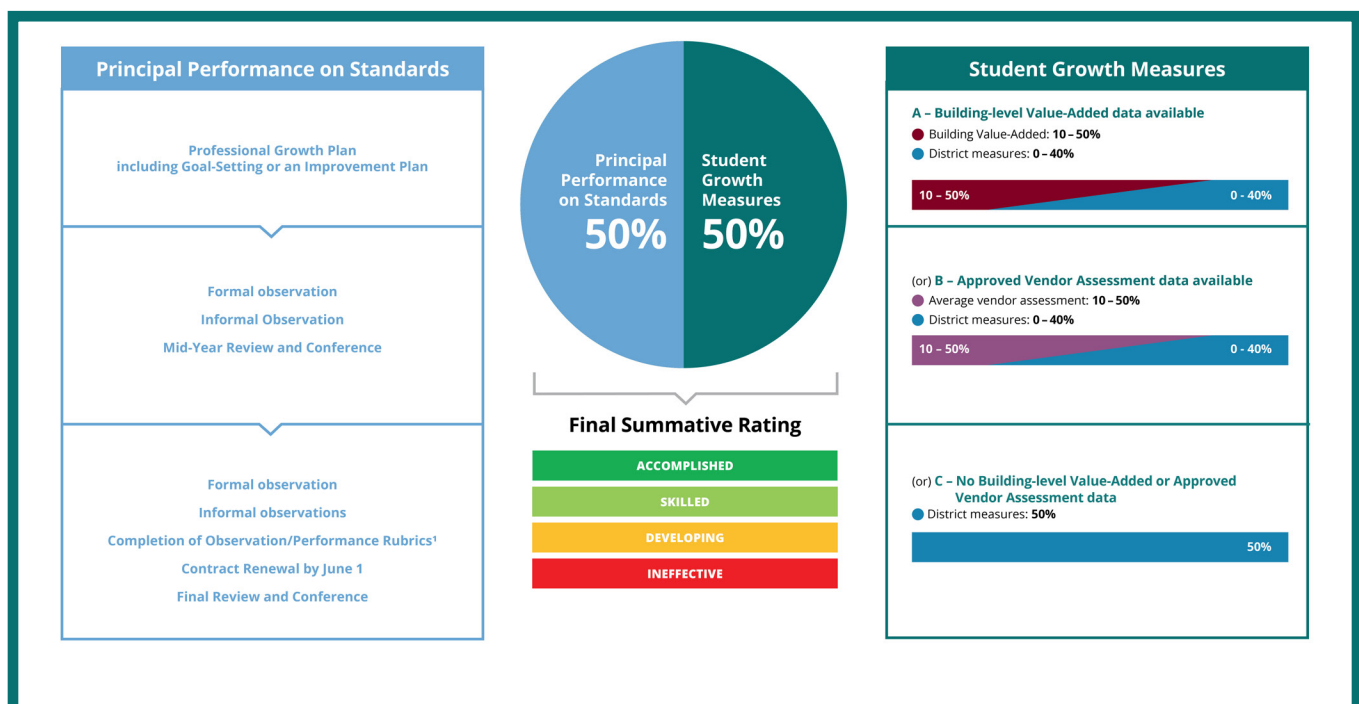 Principal Performance on Standards
Professional Growth Plan
including Goal-Setting or an Improvement Plan
Formal observation
Informal Observation
Mid-Year Review and Conference
Formal observation
Informal observations
Completion of Observation/Performance Rubrics¹
Contract Renewal by June 1
Final Review and Conference
Principal
Performance
on Standards
50%
Student
Growth
Measures
50%
Final Summative Rating
ACCOMPLISHED
SKILLED
DEVELOPING
INEFFECTIVE
Student Growth Measures
A – Building-level Value-Added data available
Building Value-Added: 10 – 50%
District measures: 0 – 40%
10 – 50% 0 - 40%
(or) B – Approved Vendor Assessment data available
Average vendor assessment: 10 – 50%
District measures: 0 – 40%
10 – 50% 0 - 40%
(or) C – No Building-level Value-Added or Approved
Vendor Assessment data
District measures: 50%
50%